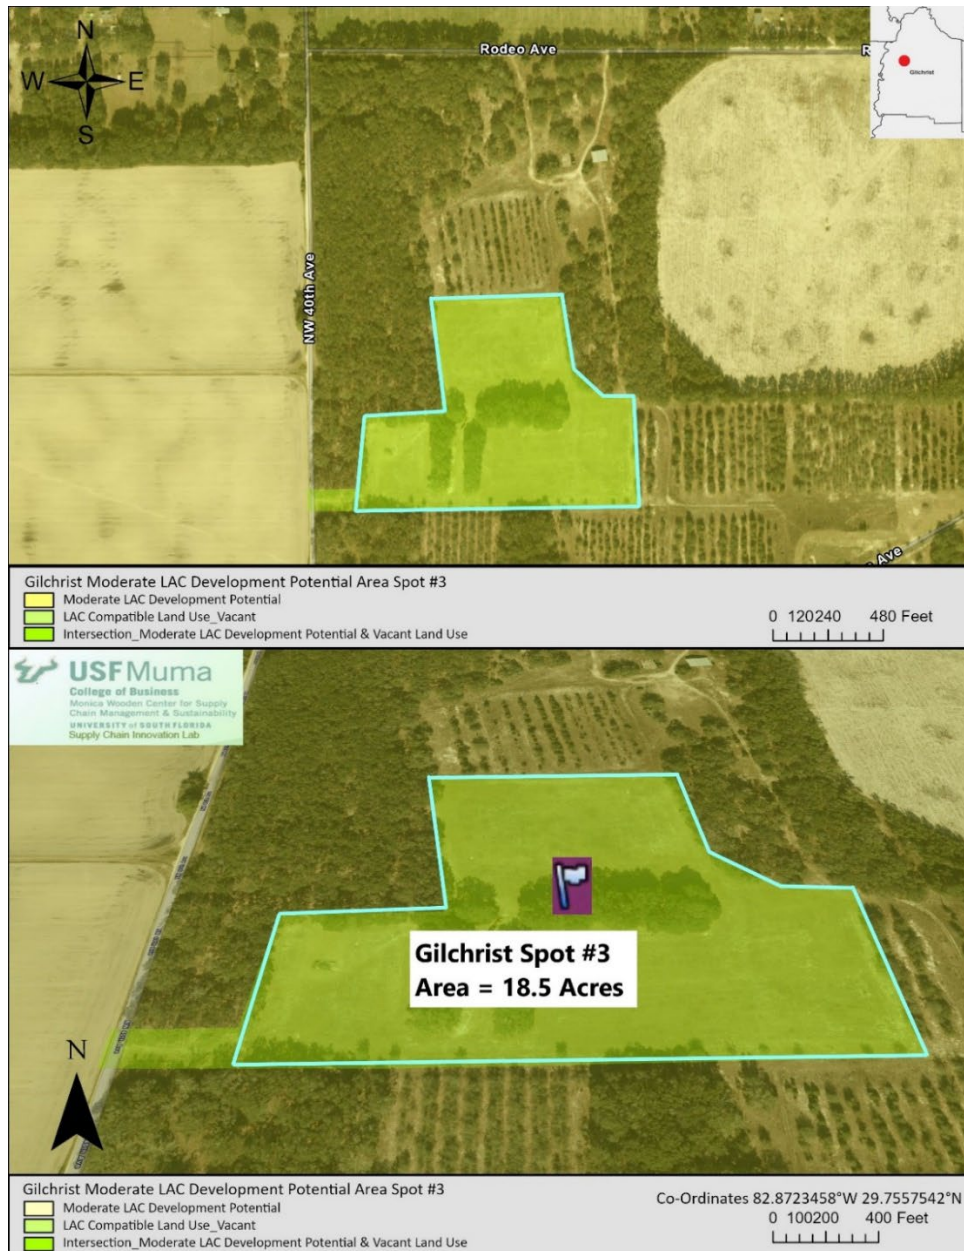 N
W E
S
Rodeo Ave
R
Gilchrist
NW 40th Ave
Ave
Gilchrist Moderate LAC Development Potential Area Spot #3
Moderate LAC Development Potential
LAC Compatible Land Use_Vacant
Intersection_Moderate LAC Development Potential & Vacant Land Use
0 120240 480 Feet
USF Muma
College of Business
Monica Wooden Center for Supply
Chain Management & Sustainability
UNIVERSITY of SOUTH FLORIDA
Supply Chain Innovation Lab
Gilchrist Spot #3
Area = 18.5 Acres
N
Gilchrist Moderate LAC Development Potential Area Spot #3
Moderate LAC Development Potential
LAC Compatible Land Use_Vacant
Intersection_Moderate LAC Development Potential & Vacant Land Use
Co-Ordinates 82.8723458°W 29.7557542°N
0 100200 400 Feet